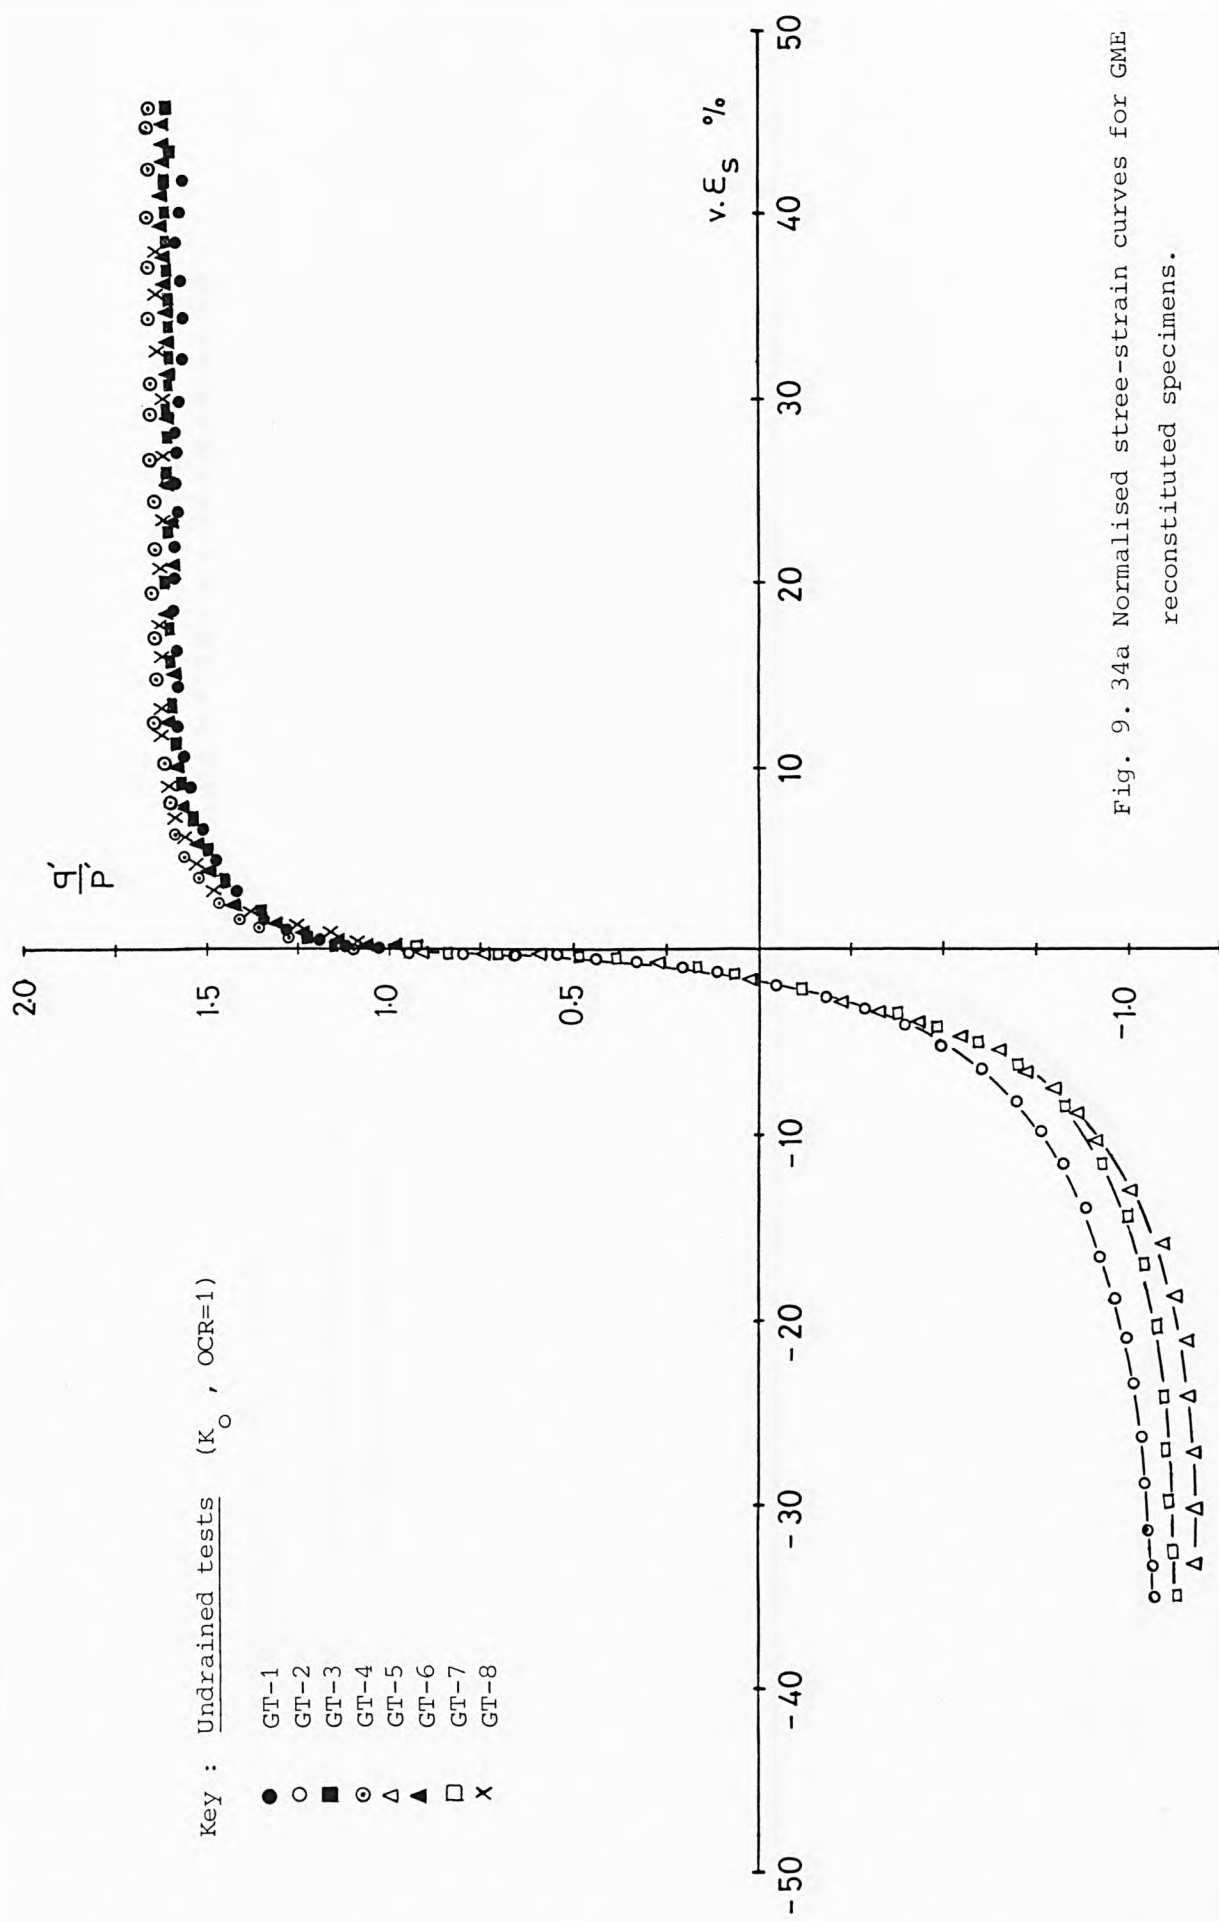 q'
p'
2.0
1.5
1.0
0.5
-1.0
-50
-40
-30
-20
-10
10
20
30
40
50
v.εs %
Key : Undrained tests (Ko , OCR=1)
● GT-1
○ GT-2
■ GT-3
⊙ GT-4
△ GT-5
▲ GT-6
□ GT-7
× GT-8
Fig. 9. 34a Normalised stree-strain curves for GME
reconstituted specimens.